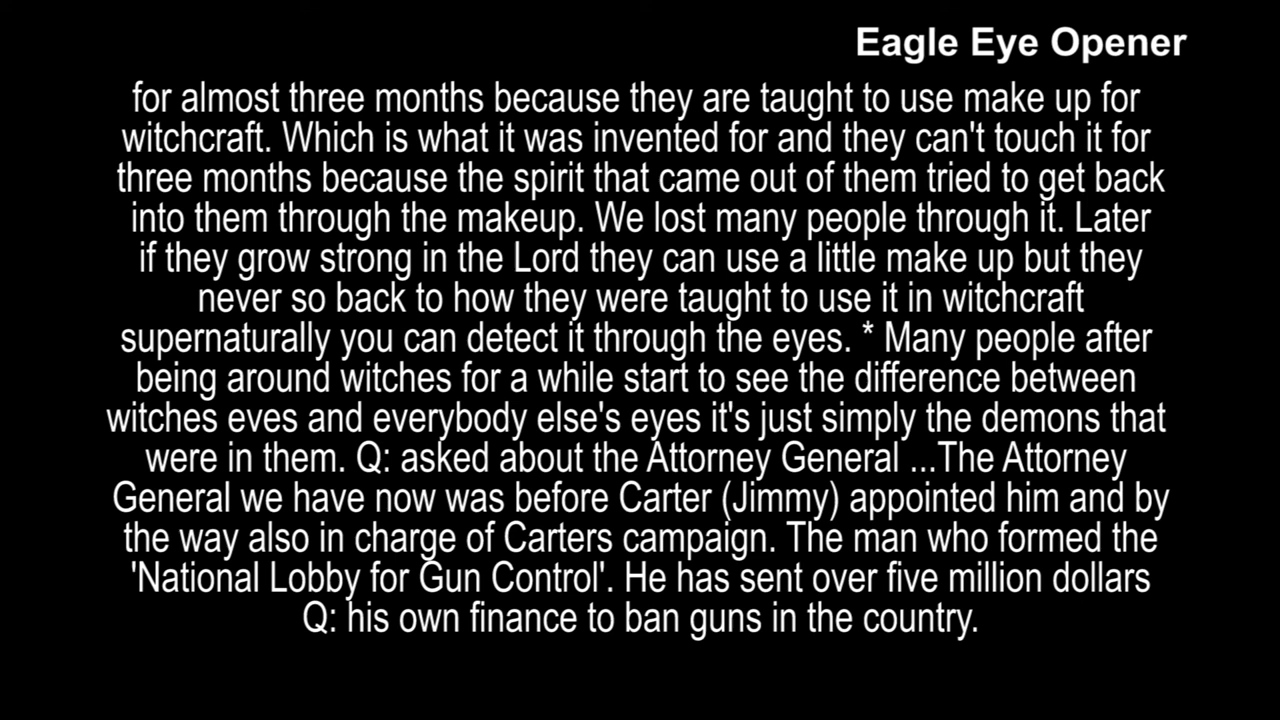 Eagle Eye Opener
for almost three months because they are taught to use make up for
witchcraft. Which is what it was invented for and they can't touch it for
three months because the spirit that came out of them tried to get back
into them through the makeup. We lost many people through it. Later
if they grow strong in the Lord they can use a little make up but they
never so back to how they were taught to use it in witchcraft
supernaturally you can detect it through the eyes. * Many people after
being around witches for a while start to see the difference between
witches eves and everybody else's eyes it's just simply the demons that
were in them. Q: asked about the Attorney General ...The Attorney
General we have now was before Carter (Jimmy) appointed him and by
the way also in charge of Carters campaign. The man who formed the
'National Lobby for Gun Control'. He has sent over five million dollars
Q: his own finance to ban guns in the country.